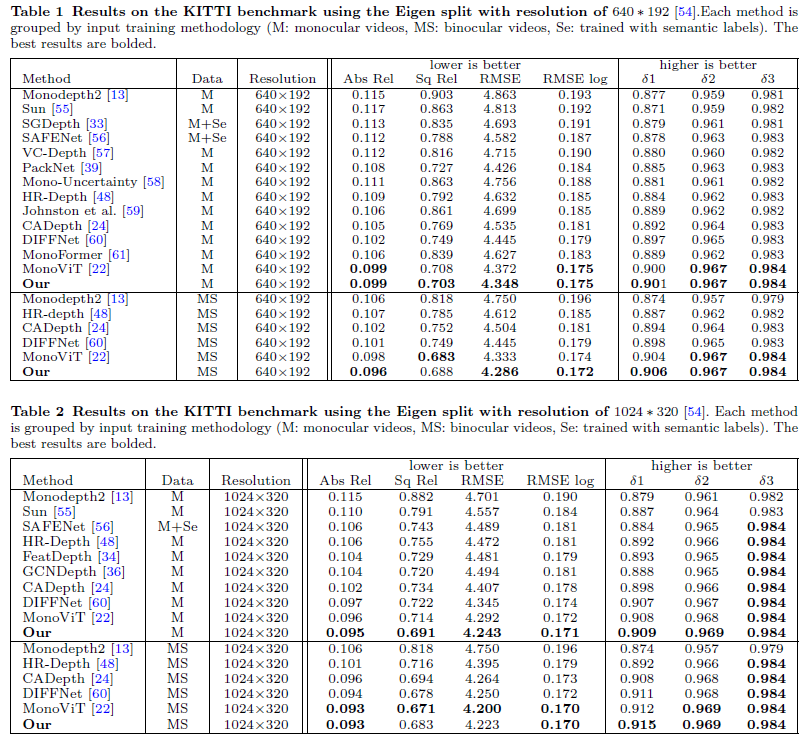 Table 1 Results on the KITTI benchmark using the Eigen split with resolution of 640 * 192 [54].Each method is
grouped by input training methodology (M: monocular videos, MS: binocular videos, Se: trained with semantic labels). The
best results are bolded.
lower is better higher is better
Method Data Resolution Abs Rel Sq Rel RMSE RMSE log δ1 δ2 δ3
Monodepth2 [13] M 640×192 0.115 0.903 4.863 0.193 0.877 0.959 0.981
Sun [55] M 640×192 0.117 0.863 4.813 0.192 0.871 0.959 0.982
SGDepth [33] M+Se 640×192 0.113 0.835 4.693 0.191 0.879 0.961 0.981
SAFENet [56] M+Se 640×192 0.112 0.788 4.582 0.187 0.878 0.963 0.983
VC-Depth [57] M 640×192 0.112 0.816 4.715 0.190 0.880 0.960 0.982
PackNet [39] M 640×192 0.108 0.727 4.426 0.184 0.885 0.963 0.983
Mono-Uncertainty [58] M 640×192 0.111 0.863 4.756 0.188 0.881 0.961 0.982
HR-Depth [48] M 640×192 0.109 0.792 4.632 0.185 0.884 0.962 0.983
Johnston et al. [59] M 640×192 0.106 0.861 4.699 0.185 0.889 0.962 0.982
CADepth [24] M 640×192 0.105 0.769 4.535 0.181 0.892 0.964 0.983
DIFFNet [60] M 640×192 0.102 0.749 4.445 0.179 0.897 0.965 0.983
MonoFormer [61] M 640×192 0.106 0.839 4.627 0.183 0.889 0.962 0.983
MonoViT [22] M 640×192 0.099 0.708 4.372 0.175 0.900 0.967 0.984
Our M 640×192 0.099 0.703 4.348 0.175 0.901 0.967 0.984
Monodepth2 [13] MS 640×192 0.106 0.818 4.750 0.196 0.874 0.957 0.979
HR-depth [48] MS 640×192 0.107 0.785 4.612 0.185 0.887 0.962 0.982
CADepth [24] MS 640×192 0.102 0.752 4.504 0.181 0.894 0.964 0.983
DIFFNet [60] MS 640×192 0.101 0.749 4.445 0.179 0.898 0.965 0.983
MonoViT [22] MS 640×192 0.098 0.683 4.333 0.174 0.904 0.967 0.984
Our MS 640×192 0.096 0.688 4.286 0.172 0.906 0.967 0.984
Table 2 Results on the KITTI benchmark using the Eigen split with resolution of 1024 * 320 [54]. Each method
is grouped by input training methodology (M: monocular videos, MS: binocular videos, Se: trained with semantic labels). The
best results are bolded.
lower is better higher is better
Method Data Resolution Abs Rel Sq Rel RMSE RMSE log δ1 δ2 δ3
Monodepth2 [13] M 1024×320 0.115 0.882 4.701 0.190 0.879 0.961 0.982
Sun [55] M 1024×320 0.110 0.791 4.557 0.184 0.887 0.964 0.983
SAFENet [56] M+Se 1024×320 0.106 0.743 4.489 0.181 0.884 0.965 0.984
HR-Depth [48] M 1024×320 0.106 0.755 4.472 0.181 0.892 0.966 0.984
FeatDepth [34] M 1024×320 0.104 0.729 4.481 0.179 0.893 0.965 0.984
GCNDepth [36] M 1024×320 0.104 0.720 4.494 0.181 0.888 0.965 0.984
CADepth [24] M 1024×320 0.102 0.734 4.407 0.178 0.898 0.966 0.984
DIFFNet [60] M 1024×320 0.097 0.722 4.345 0.174 0.907 0.967 0.984
MonoViT [22] M 1024×320 0.096 0.714 4.292 0.172 0.908 0.968 0.984
Our M 1024×320 0.095 0.691 4.243 0.171 0.909 0.969 0.984
Monodepth2 [13] MS 1024×320 0.106 0.818 4.750 0.196 0.874 0.957 0.979
HR-Depth [48] MS 1024×320 0.101 0.716 4.395 0.179 0.892 0.966 0.984
CADepth [24] MS 1024×320 0.096 0.694 4.264 0.173 0.908 0.968 0.984
DIFFNet [60] MS 1024×320 0.094 0.678 4.250 0.172 0.911 0.968 0.984
MonoViT [22] MS 1024×320 0.093 0.671 4.200 0.170 0.912 0.969 0.984
Our MS 1024×320 0.093 0.683 4.223 0.170 0.915 0.969 0.984